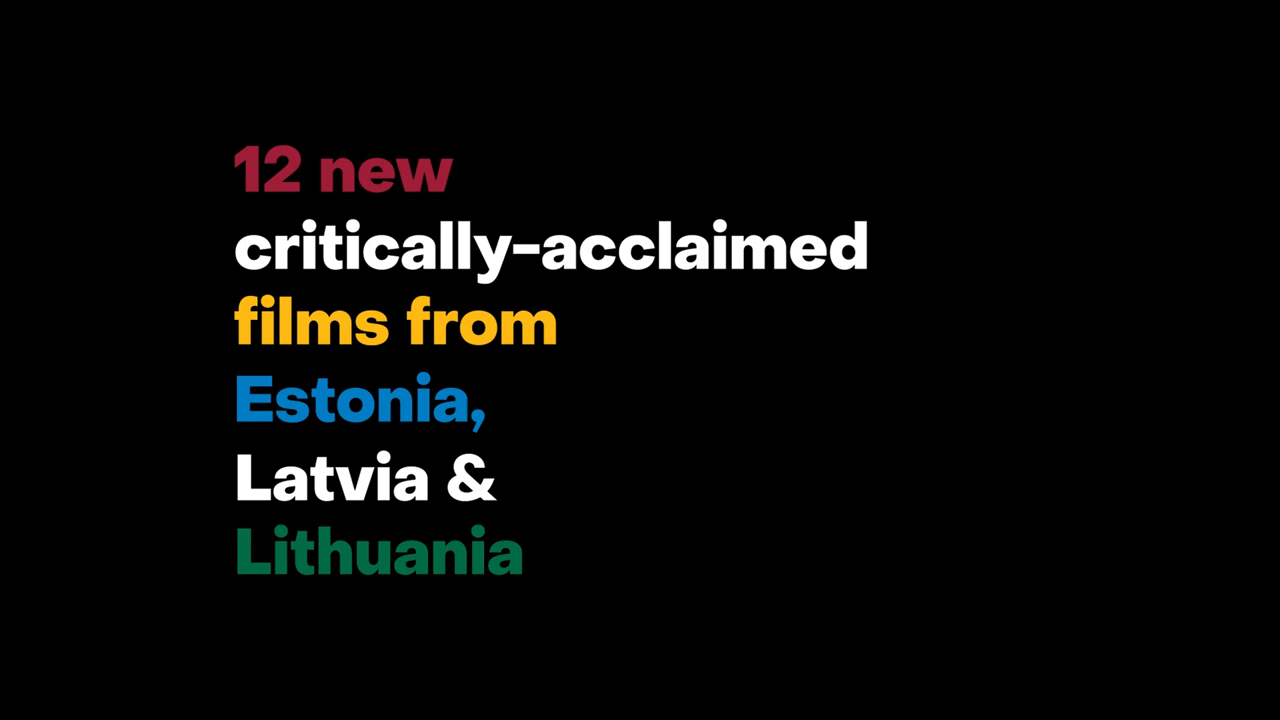 12 new
critically-acclaimed
films from
Estonia,
Latvia &
Lithuania